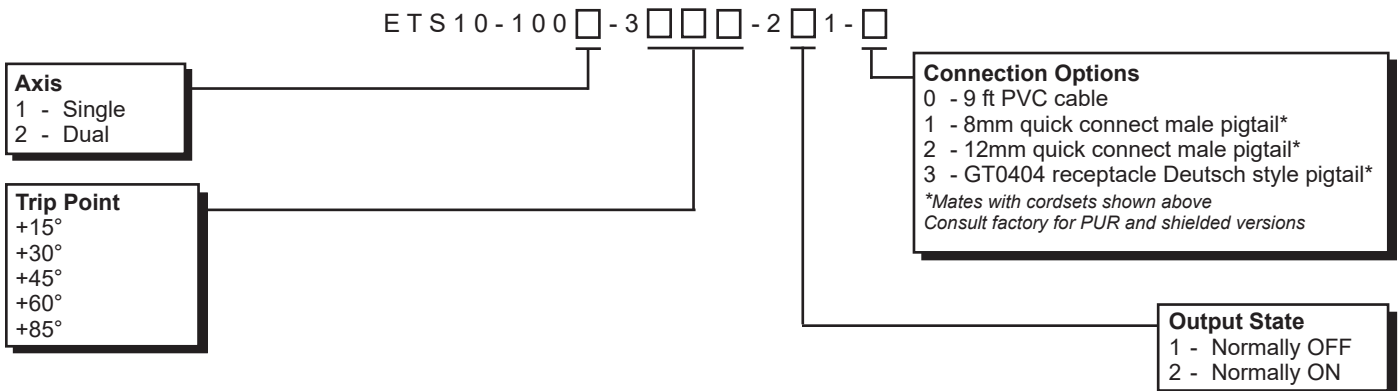 ETS10-100□-3□□□-2□1-□
Axis
1 - Single
2 - Dual
Trip Point
+15°
+30°
+45°
+60°
+85°
Connection Options
0 - 9 ft PVC cable
1 - 8mm quick connect male pigtail*
2 - 12mm quick connect male pigtail*
3 - GT0404 receptacle Deutsch style pigtail*
*Mates with cordsets shown above
Consult factory for PUR and shielded versions
Output State
1 - Normally OFF
2 - Normally ON